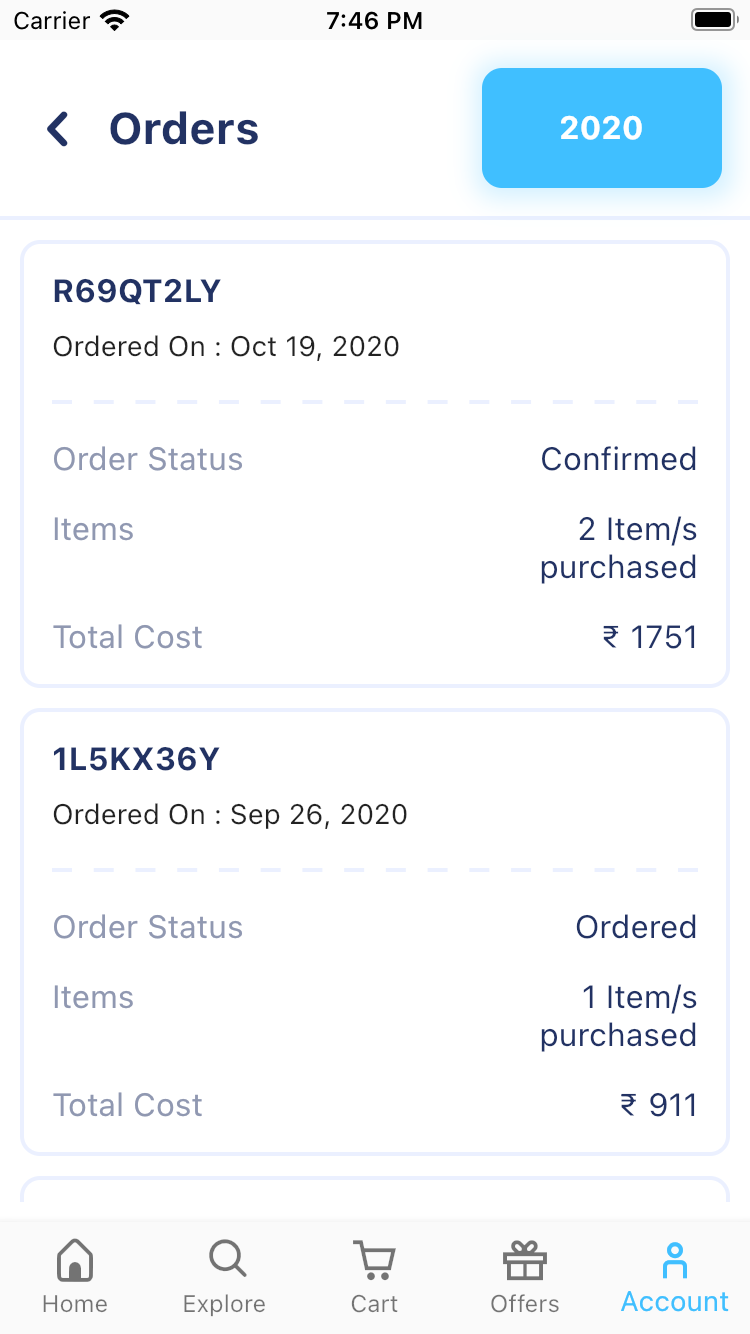 Carrier 7:46 PM
Orders 2020
R69QT2LY
Ordered On : Oct 19, 2020
Order Status Confirmed
Items 2 Item/s
purchased
Total Cost ₹ 1751
1L5KX36Y
Ordered On : Sep 26, 2020
Order Status Ordered
Items 1 Item/s
purchased
Total Cost ₹ 911
Home Explore Cart Offers Account